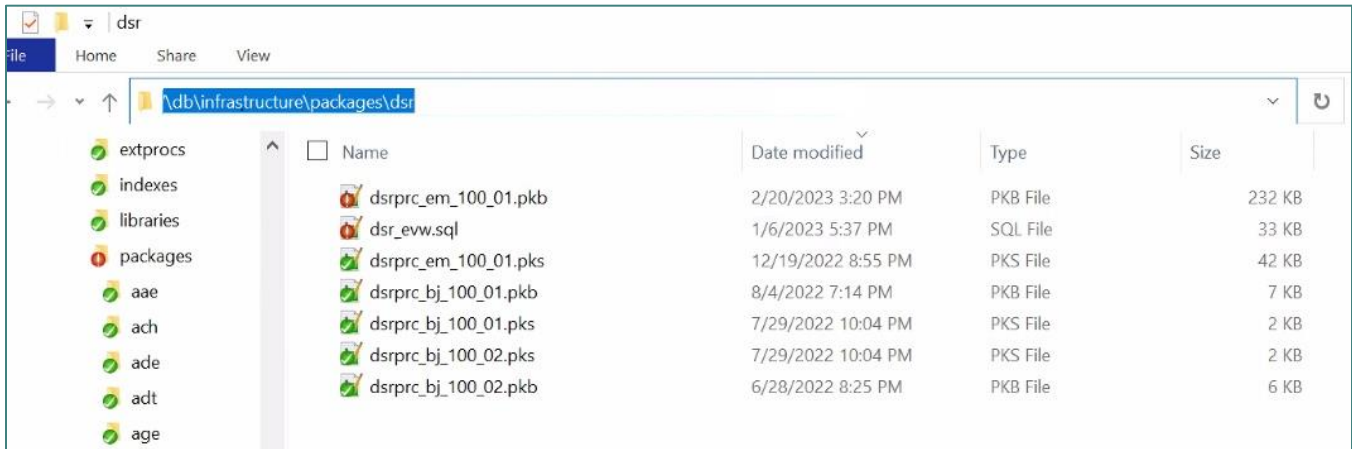 dsr
File Home Share View
\db\infrastructure\packages\dsr
extprocs
indexes
libraries
packages
aae
ach
ade
adt
age
Name Date modified Type Size
dsrprc_em_100_01.pkb 2/20/2023 3:20 PM PKB File 232 KB
dsr_evw.sql 1/6/2023 5:37 PM SQL File 33 KB
dsrprc_em_100_01.pks 12/19/2022 8:55 PM PKS File 42 KB
dsrprc_bj_100_01.pkb 8/4/2022 7:14 PM PKB File 7 KB
dsrprc_bj_100_01.pks 7/29/2022 10:04 PM PKS File 2 KB
dsrprc_bj_100_02.pks 7/29/2022 10:04 PM PKS File 2 KB
dsrprc_bj_100_02.pkb 6/28/2022 8:25 PM PKB File 6 KB